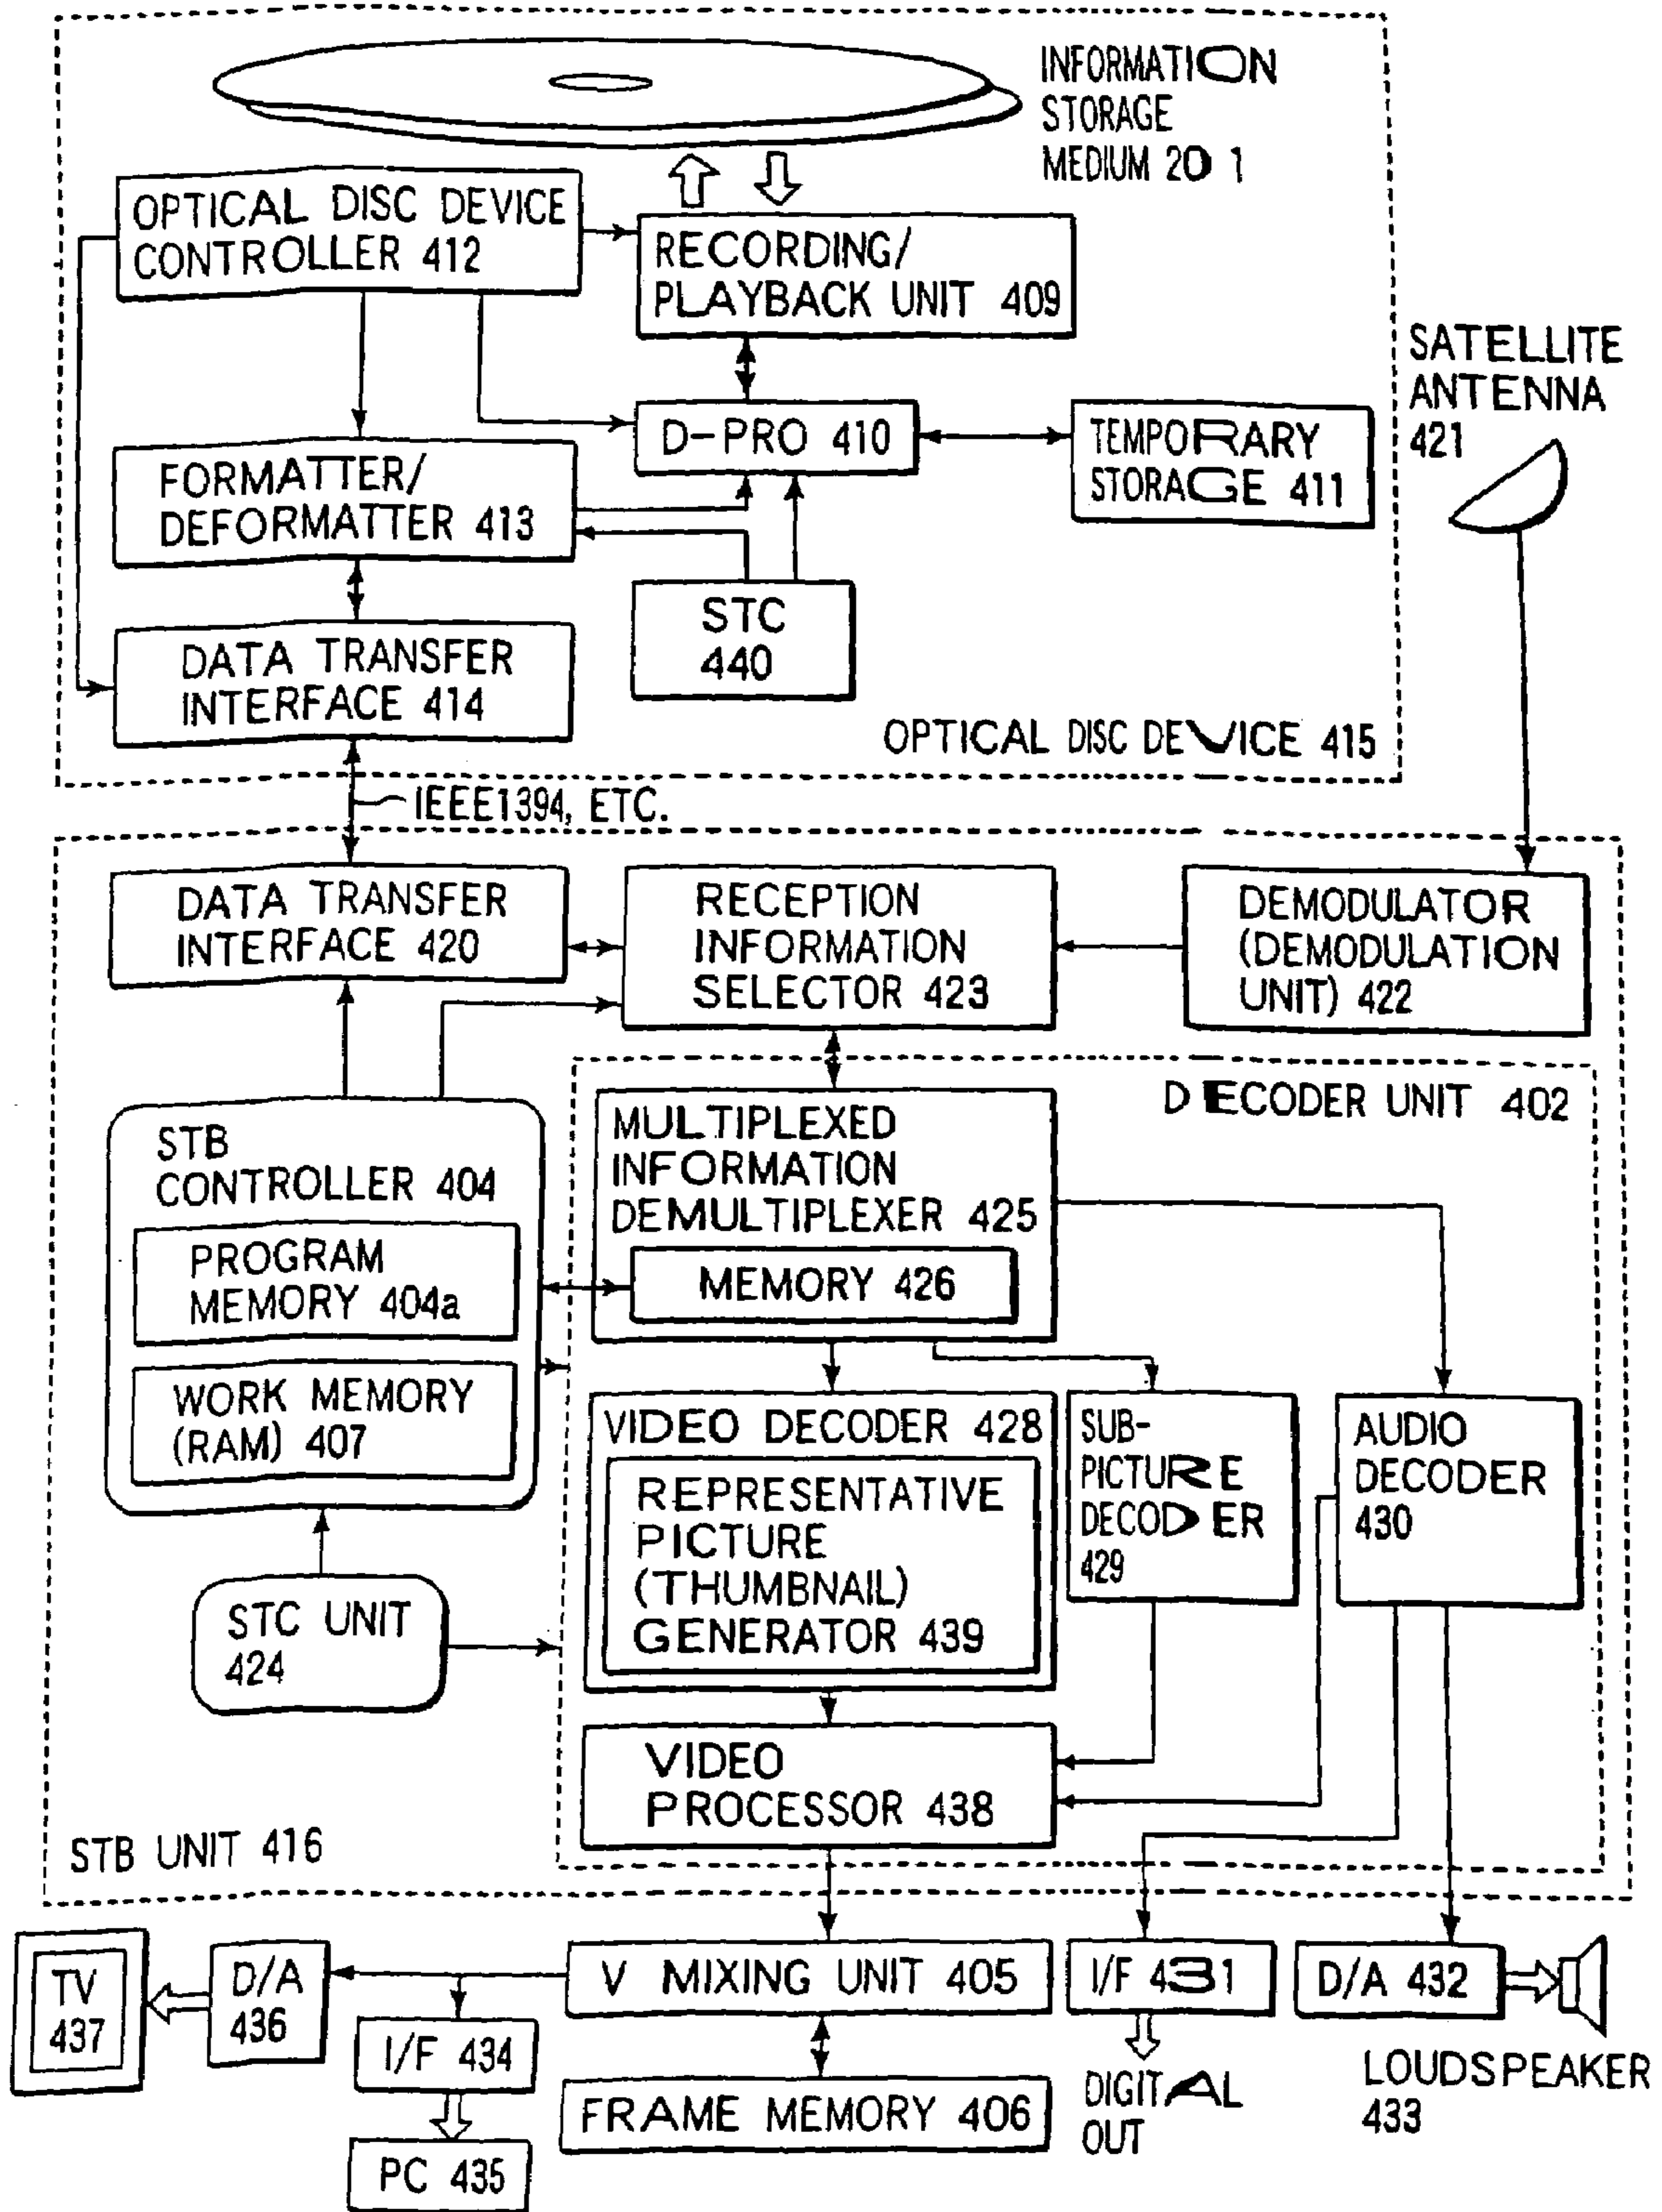 INFORMATION
STORAGE
MEDIUM 201
OPTICAL DISC DEVICE
CONTROLLER 412
RECORDING/
PLAYBACK UNIT 409
SATELLITE
ANTENNA
421
D-PRO 410
TEMPORARY
STORAGE 411
FORMATTER/
DEFORMATTER 413
STC
440
DATA TRANSFER
INTERFACE 414
OPTICAL DISC DEVICE 415
IEEE1394, ETC.
DATA TRANSFER
INTERFACE 420
RECEPTION
INFORMATION
SELECTOR 423
DEMODULATOR
(DEMODULATION
UNIT) 422
DECODER UNIT 402
STB
CONTROLLER 404
PROGRAM
MEMORY 404a
WORK MEMORY
(RAM) 407
MULTIPLEXED
INFORMATION
DEMULTIPLEXER 425
MEMORY 426
VIDEO DECODER 428
REPRESENTATIVE
PICTURE
(THUMBNAIL)
GENERATOR 439
SUB-
PICTURE
DECODER
429
AUDIO
DECODER
430
STC UNIT
424
VIDEO
PROCESSOR 438
STB UNIT 416
TV
437
D/A
436
V MIXING UNIT 405
I/F 431
D/A 432
I/F 434
FRAME MEMORY 406
DIGITAL
OUT
LOUDSPEAKER
433
PC 435